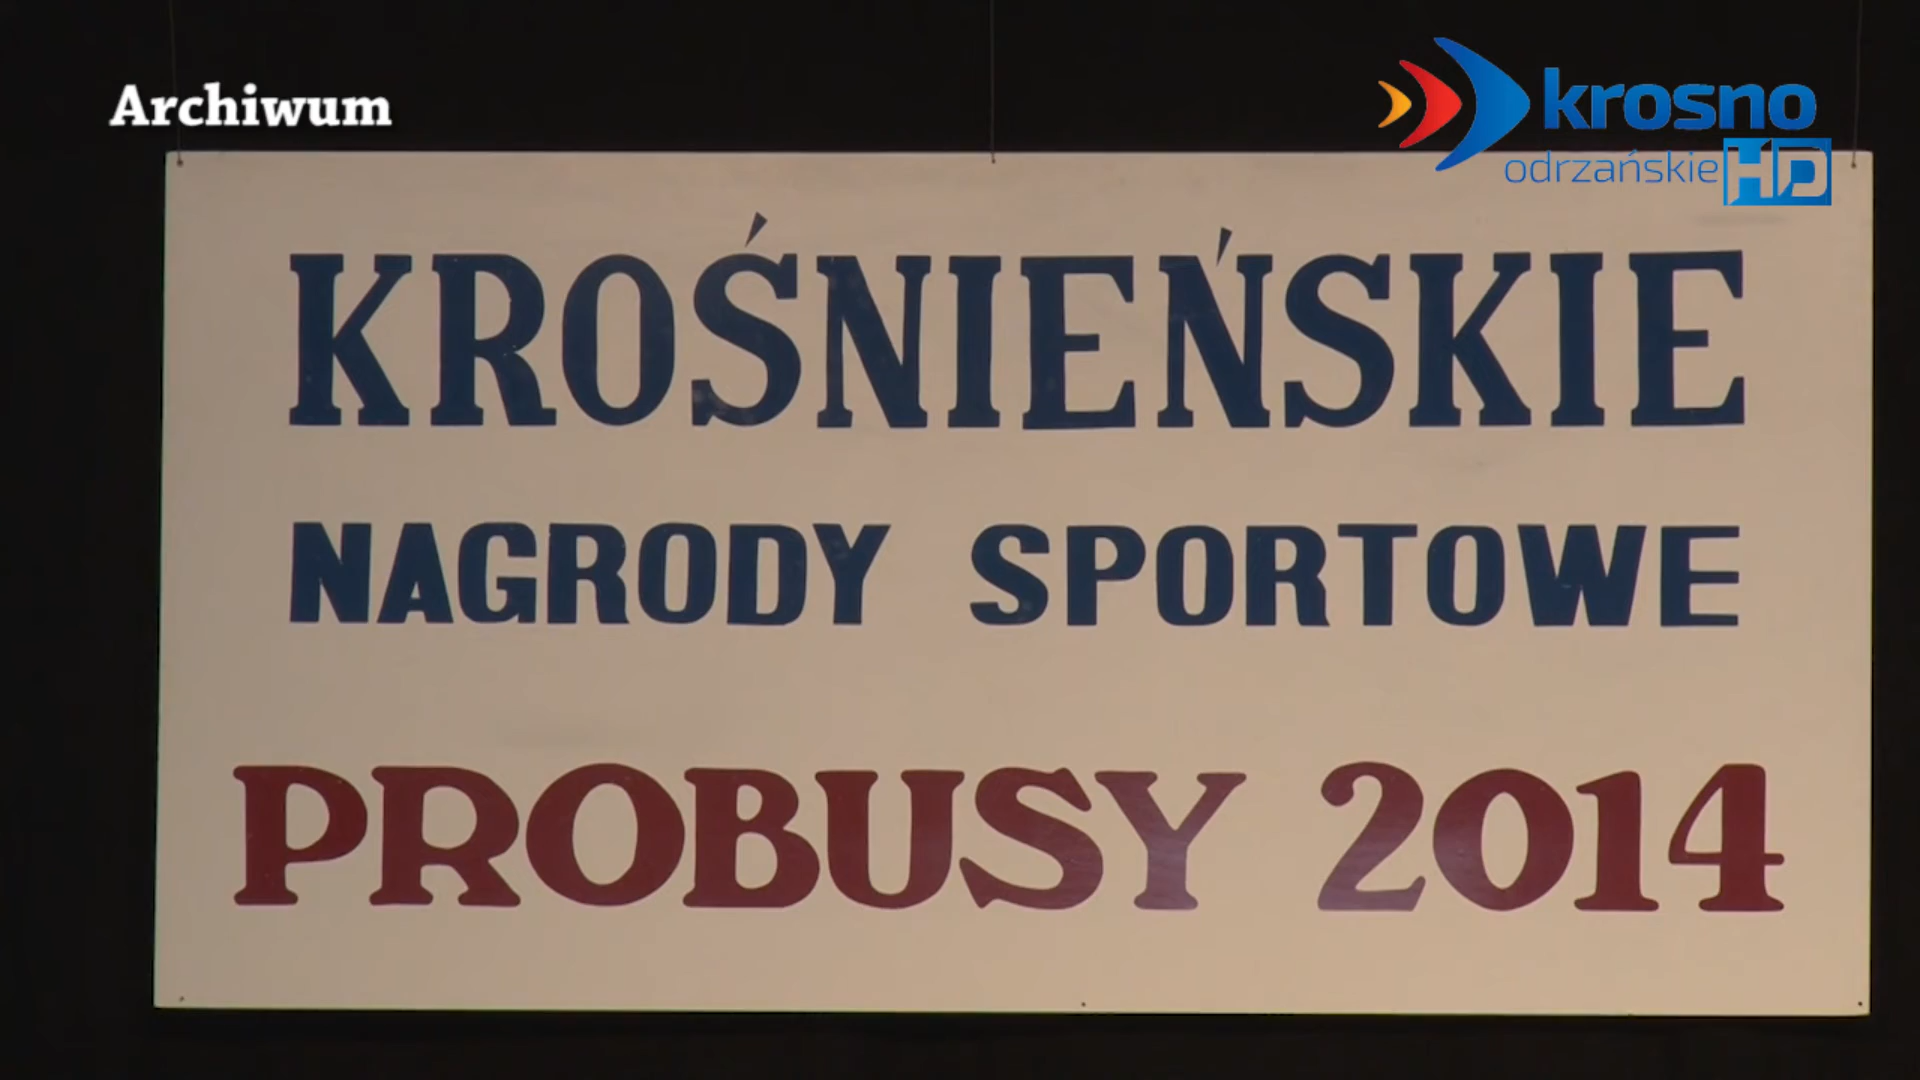 Archiwum
krosno
odrzańskie HD
KROŚNIEŃSKIE
NAGRODY SPORTOWE
PROBUSY 2014